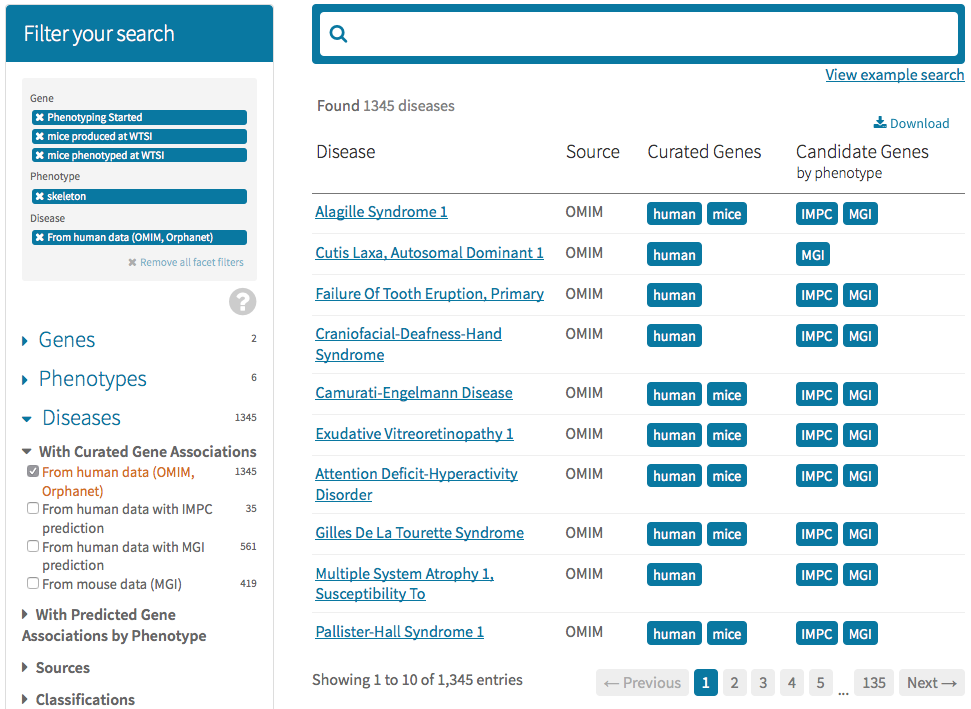 Filter your search
Gene
✖ Phenotyping Started
✖ mice produced at WTSI
✖ mice phenotyped at WTSI
Phenotype
✖ skeleton
Disease
✖ From human data (OMIM, Orphanet)
✖ Remove all facet filters
?
Genes 2
Phenotypes 6
Diseases 1345
With Curated Gene Associations
From human data (OMIM, 1345
Orphanet)
From human data with IMPC 35
prediction
From human data with MGI 561
prediction
From mouse data (MGI) 419
With Predicted Gene
Associations by Phenotype
Sources
Classifications
View example search
Found 1345 diseases
Download
Disease Source Curated Genes Candidate Genes
by phenotype
Alagille Syndrome 1 OMIM human mice IMPC MGI
Cutis Laxa, Autosomal Dominant 1 OMIM human MGI
Failure Of Tooth Eruption, Primary OMIM human IMPC MGI
Craniofacial-Deafness-Hand OMIM human IMPC MGI
Syndrome
Camurati-Engelmann Disease OMIM human mice IMPC MGI
Exudative Vitreoretinopathy 1 OMIM human mice IMPC MGI
Attention Deficit-Hyperactivity OMIM human mice IMPC MGI
Disorder
Gilles De La Tourette Syndrome OMIM human mice IMPC MGI
Multiple System Atrophy 1, OMIM human IMPC MGI
Susceptibility To
Pallister-Hall Syndrome 1 OMIM human mice IMPC MGI
Showing 1 to 10 of 1,345 entries ← Previous 1 2 3 4 5 ... 135 Next →